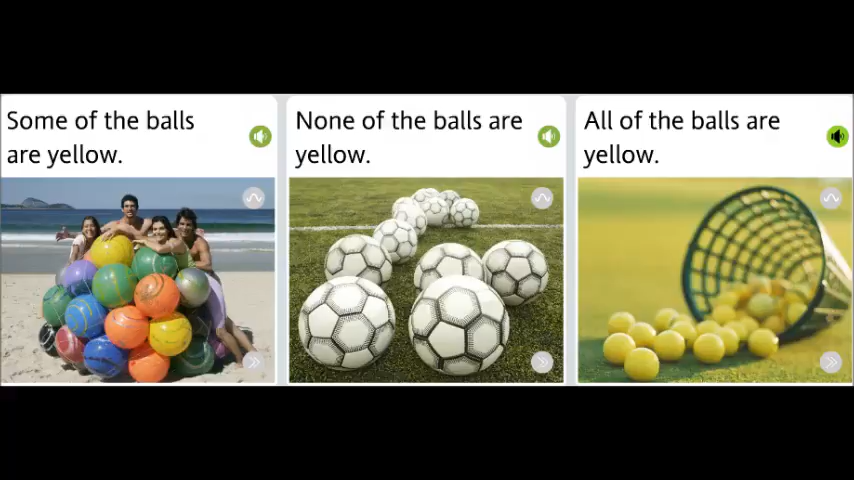 Some of the balls
are yellow.
None of the balls are
yellow.
All of the balls are
yellow.